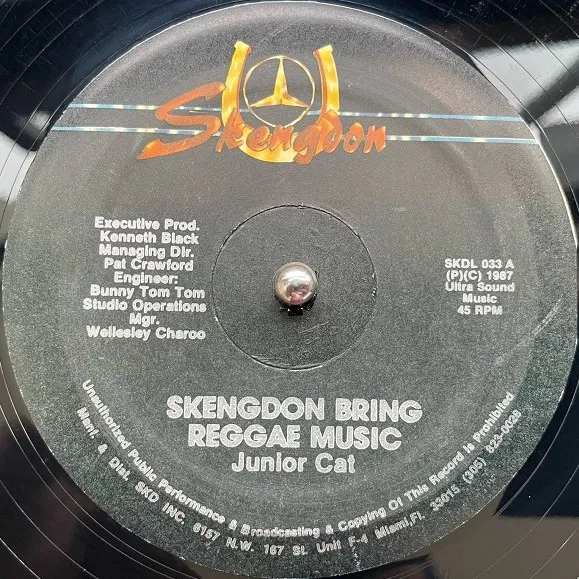 Skengdon
Executive Prod.
Kenneth Black
Managing Dir.
Pat Crawford
Engineer:
Bunny Tom Tom
Studio Operations
Mgr.
Wellesley Charoo
SKDL 033 A
(P)(C) 1987
Ultra Sound
Music
45 RPM
SKENGDON BRING
REGGAE MUSIC
Junior Cat
Unauthorized Public Performance & Broadcasting & Copying Of This Record is Prohibited
Manf. & Dist. SKD INC. 6157 N.W. 167 St. Unit F-4 Miami, Fl. 33015 (305) 823-0028